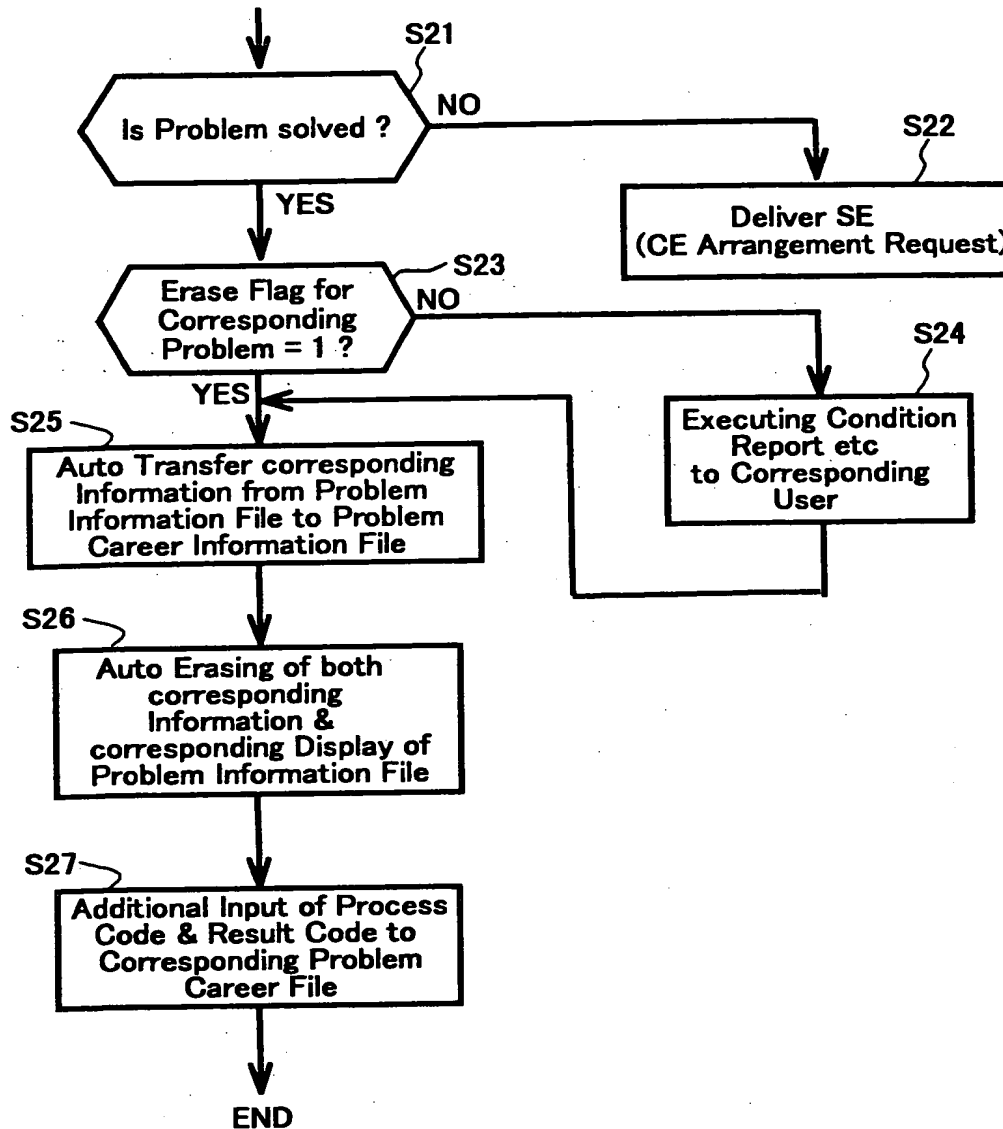 S21
Is Problem solved ?
NO
YES
S22
Deliver SE
(CE Arrangement Request)
S23
Erase Flag for
Corresponding
Problem = 1 ?
NO
YES
S24
Executing Condition
Report etc
to Corresponding
User
S25
Auto Transfer corresponding
Information from Problem
Information File to Problem
Career Information File
S26
Auto Erasing of both
corresponding
Information &
corresponding Display of
Problem Information File
S27
Additional Input of Process
Code & Result Code to
Corresponding Problem
Career File
END